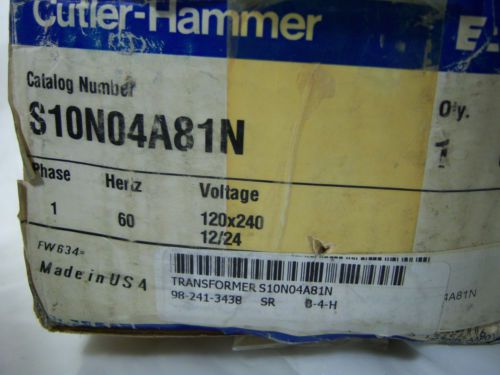 Cutler-Hammer
E
Catalog Number
S10N04A81N
Qty.
1
Phase Hertz Voltage
1 60 120x240
12/24
FW634
Made in USA
TRANSFORMER S10N04A81N
98-241-3438 SR B-4-H
4A81N